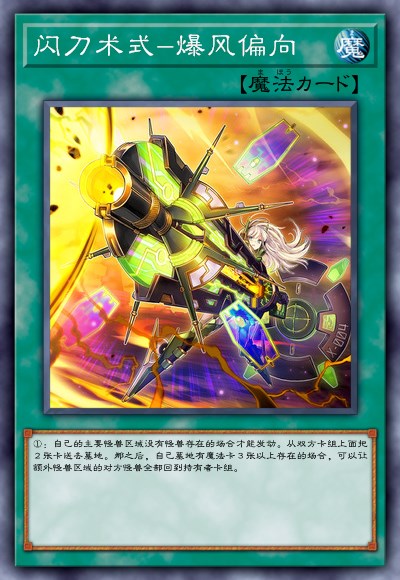 闪刀术式-爆风偏向
魔
【魔法カード】
まほう
X-004
①：自己的主要怪兽区域没有怪兽存在的场合才能发动。从双方卡组上面把
2张卡送去墓地。那之后，自己墓地有魔法卡3张以上存在的场合，可以让
额外怪兽区域的对方怪兽全部回到持有者卡组。